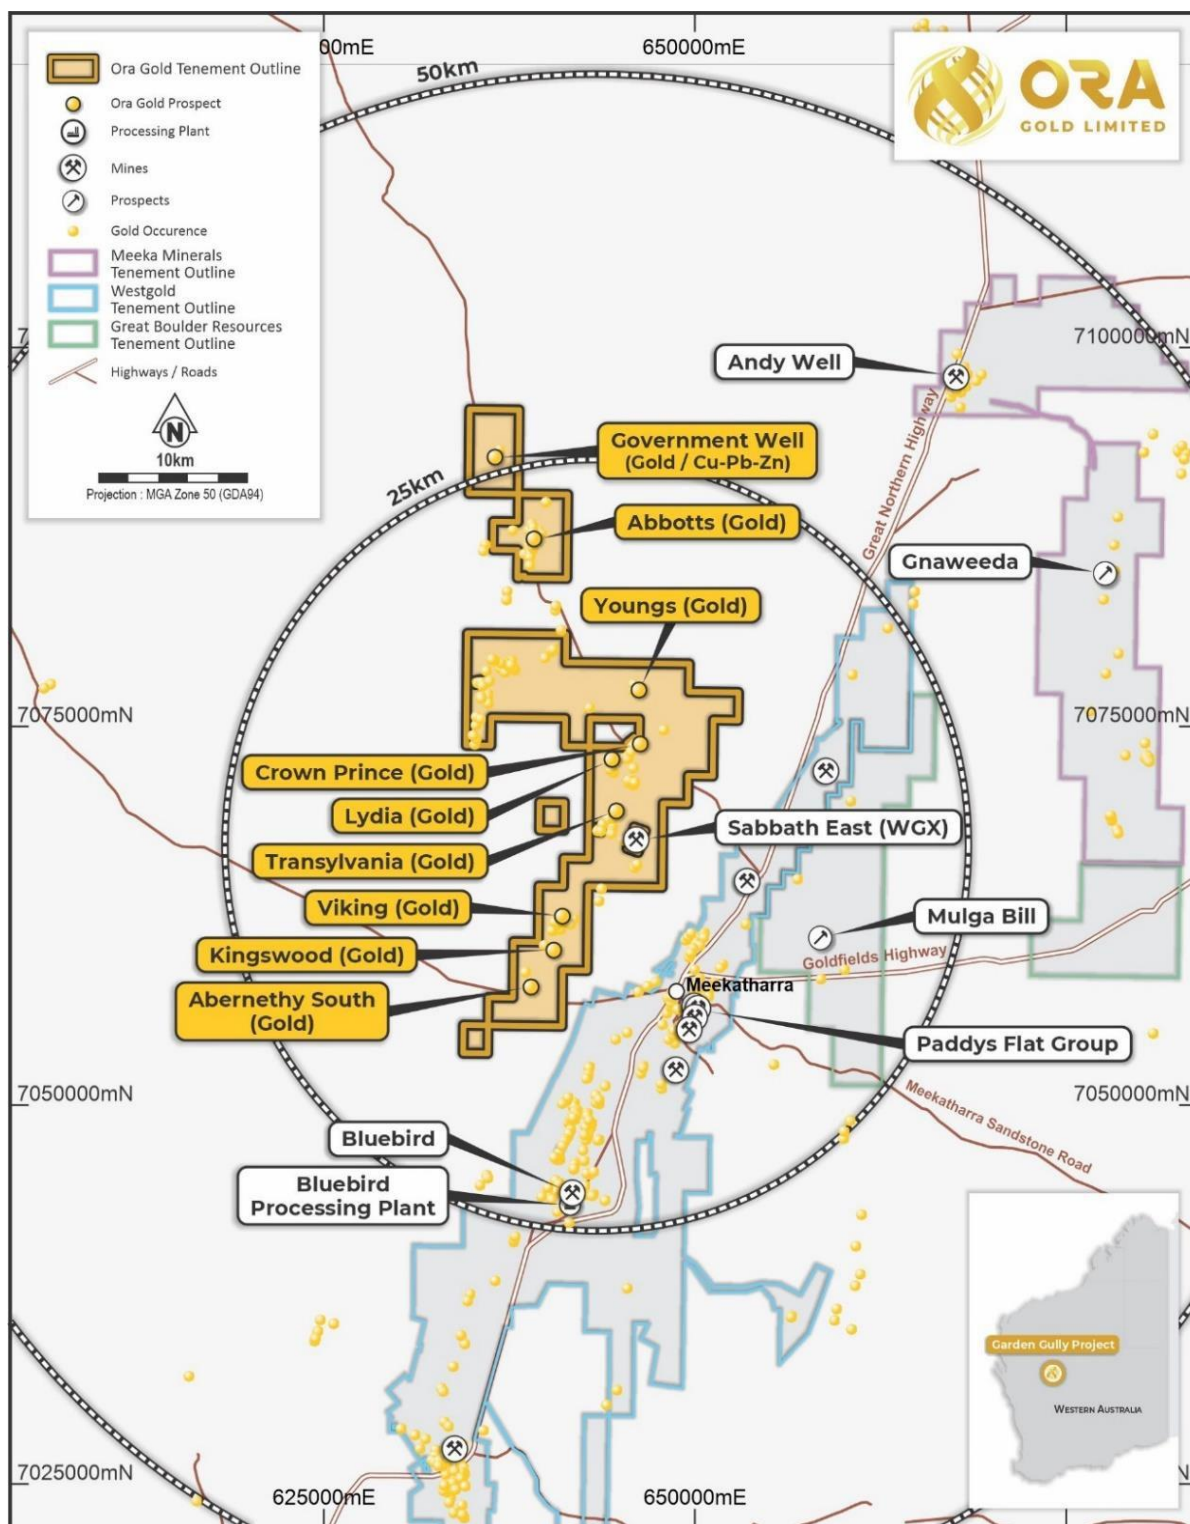 00mE
650000mE
50km
Ora Gold Tenement Outline
Ora Gold Prospect
Processing Plant
Mines
Prospects
Gold Occurence
Meeka Minerals
Tenement Outline
Westgold
Tenement Outline
Great Boulder Resources
Tenement Outline
Highways / Roads
N
10km
Projection : MGA Zone 50 (GDA94)
ORA
GOLD LIMITED
7
7100000mN
Andy Well
Great Northern Highway
Government Well
(Gold / Cu-Pb-Zn)
25km
Abbotts (Gold)
Gnaweeda
Youngs (Gold)
7075000mN
7075000mN
Crown Prince (Gold)
Lydia (Gold)
Sabbath East (WGX)
Transylvania (Gold)
Viking (Gold)
Mulga Bill
Kingswood (Gold)
Goldfields Highway
Meekatharra
Abernethy South
(Gold)
Paddys Flat Group
7050000mN
7050000mN
Meekatharra Sandstone Road
Bluebird
Bluebird
Processing Plant
Garden Gully Project
Western Australia
7025000mN
7025000mN
625000mE
650000mE